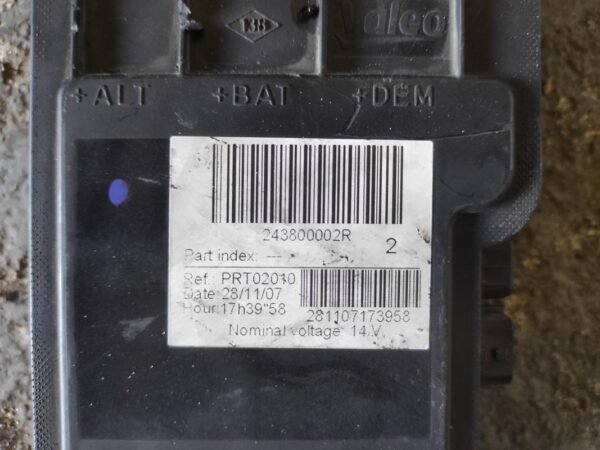 138
Valeo
+ALT +BAT +DEM
243800002R
2
Part index: ---
Ref: PRT02010
Date: 28/11/07
Hour: 17h39"58
281107173958
Nominal voltage: 14 V